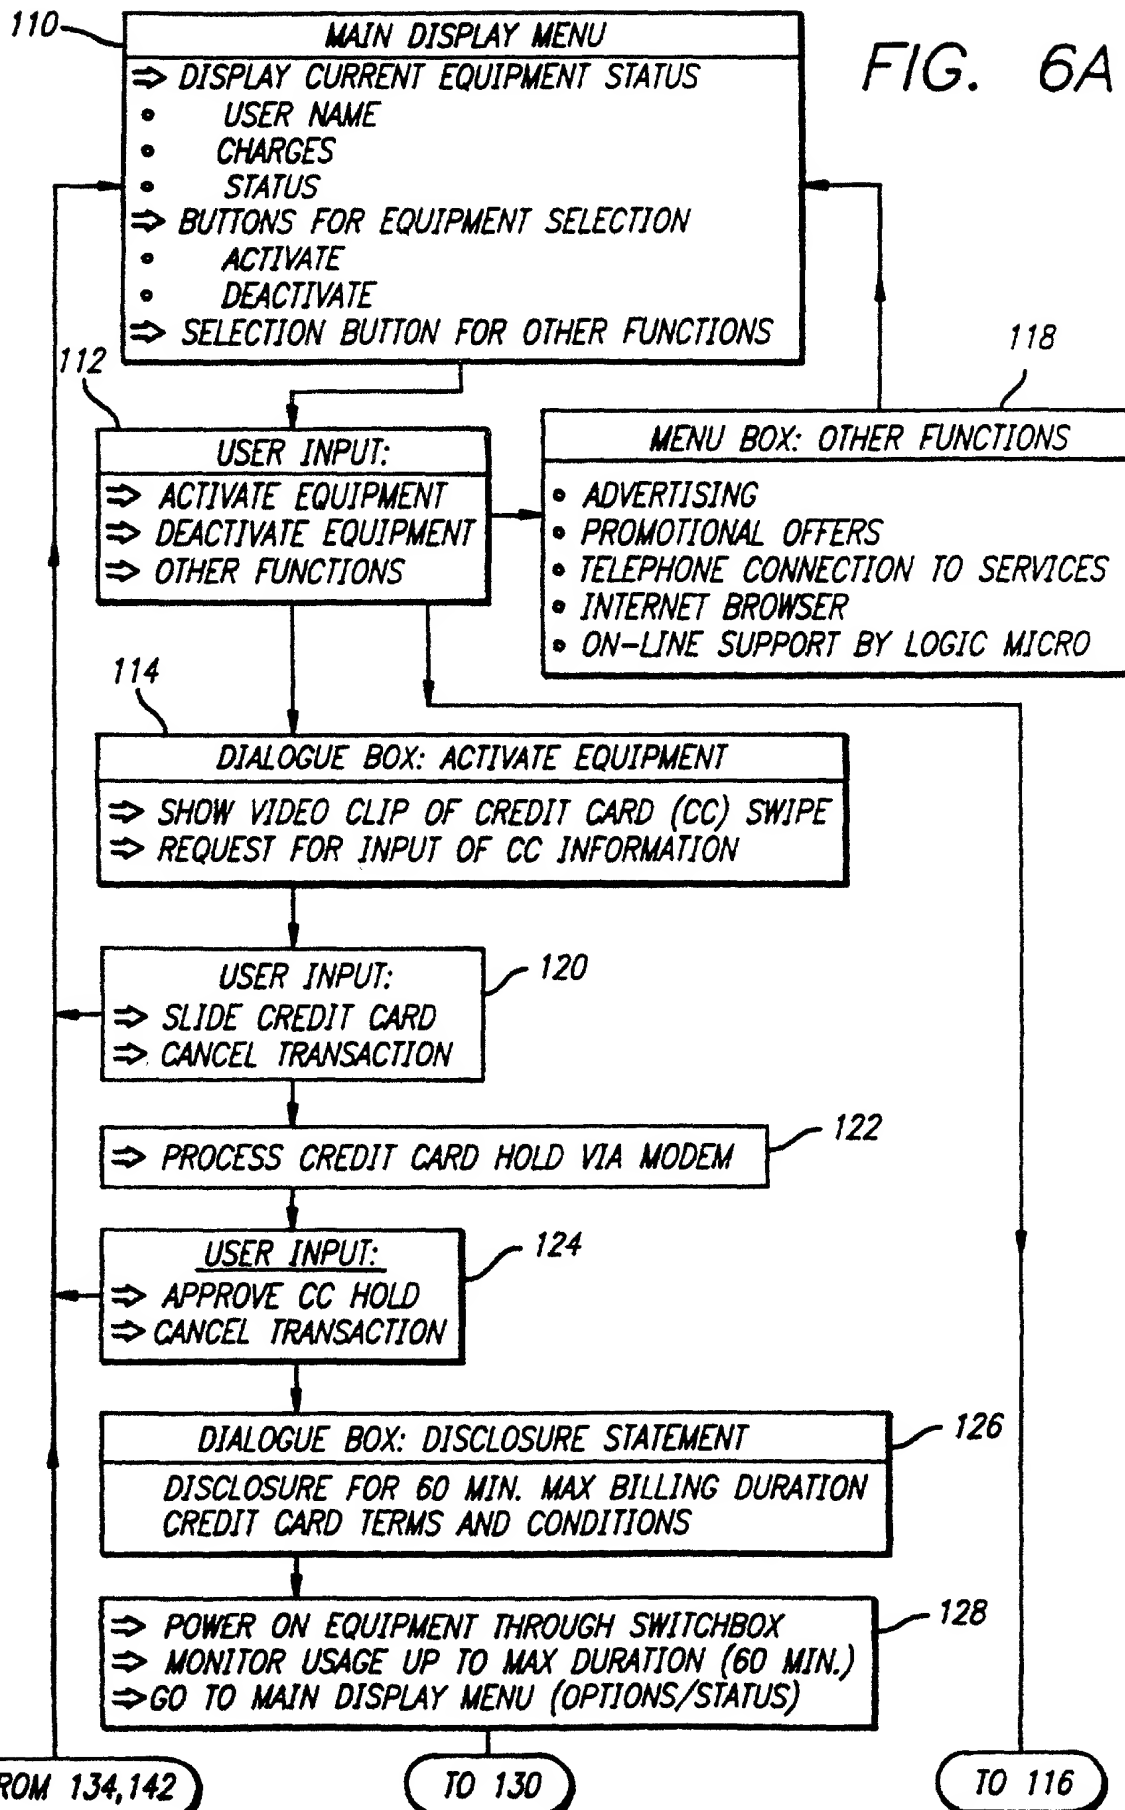 110
MAIN DISPLAY MENU
FIG. 6A
⇒ DISPLAY CURRENT EQUIPMENT STATUS
• USER NAME
• CHARGES
• STATUS
⇒ BUTTONS FOR EQUIPMENT SELECTION
• ACTIVATE
• DEACTIVATE
⇒ SELECTION BUTTON FOR OTHER FUNCTIONS
112
USER INPUT:
⇒ ACTIVATE EQUIPMENT
⇒ DEACTIVATE EQUIPMENT
⇒ OTHER FUNCTIONS
118
MENU BOX: OTHER FUNCTIONS
• ADVERTISING
• PROMOTIONAL OFFERS
• TELEPHONE CONNECTION TO SERVICES
• INTERNET BROWSER
• ON-LINE SUPPORT BY LOGIC MICRO
114
DIALOGUE BOX: ACTIVATE EQUIPMENT
⇒ SHOW VIDEO CLIP OF CREDIT CARD (CC) SWIPE
⇒ REQUEST FOR INPUT OF CC INFORMATION
120
USER INPUT:
⇒ SLIDE CREDIT CARD
⇒ CANCEL TRANSACTION
122
⇒ PROCESS CREDIT CARD HOLD VIA MODEM
124
USER INPUT:
⇒ APPROVE CC HOLD
⇒ CANCEL TRANSACTION
126
DIALOGUE BOX: DISCLOSURE STATEMENT
DISCLOSURE FOR 60 MIN. MAX BILLING DURATION
CREDIT CARD TERMS AND CONDITIONS
128
⇒ POWER ON EQUIPMENT THROUGH SWITCHBOX
⇒ MONITOR USAGE UP TO MAX DURATION (60 MIN.)
⇒ GO TO MAIN DISPLAY MENU (OPTIONS/STATUS)
ROM 134,142
TO 130
TO 116